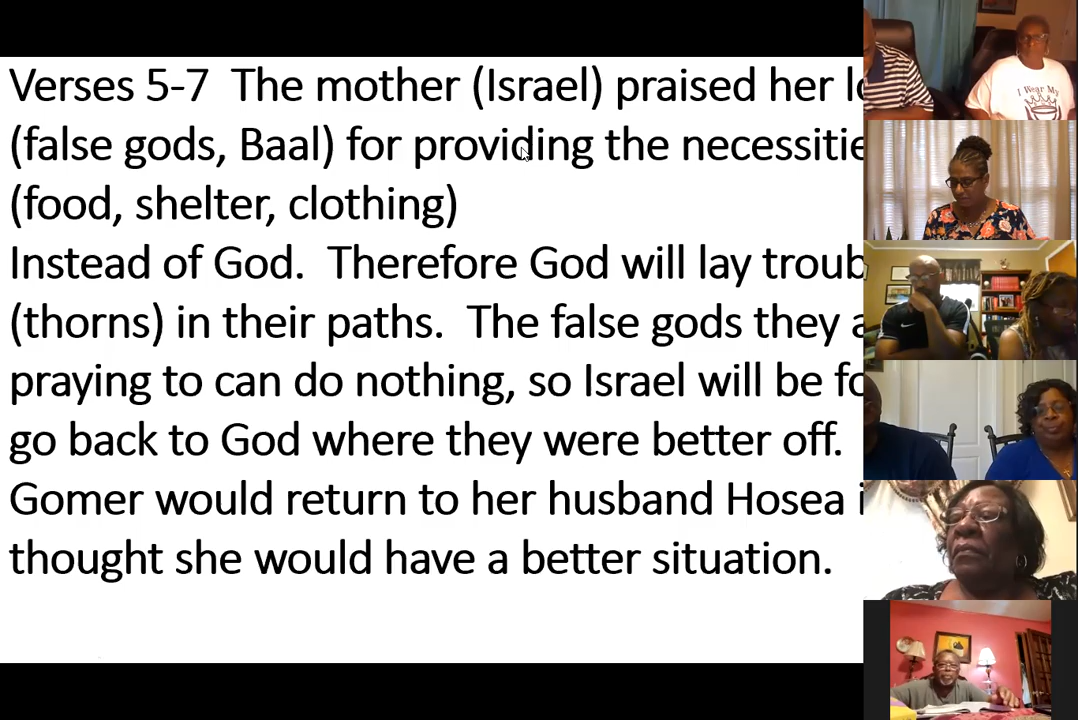 Verses 5-7 The mother (Israel) praised her
(false gods, Baal) for providing the
(food, shelter, clothing)
Instead of God. Therefore God will lay
(thorns) in their paths. The false gods they
praying to can do nothing, so Israel will be
go back to God where they were better off.
Gomer would return to her husband Hosea
thought she would have a better situation.
I Wear My